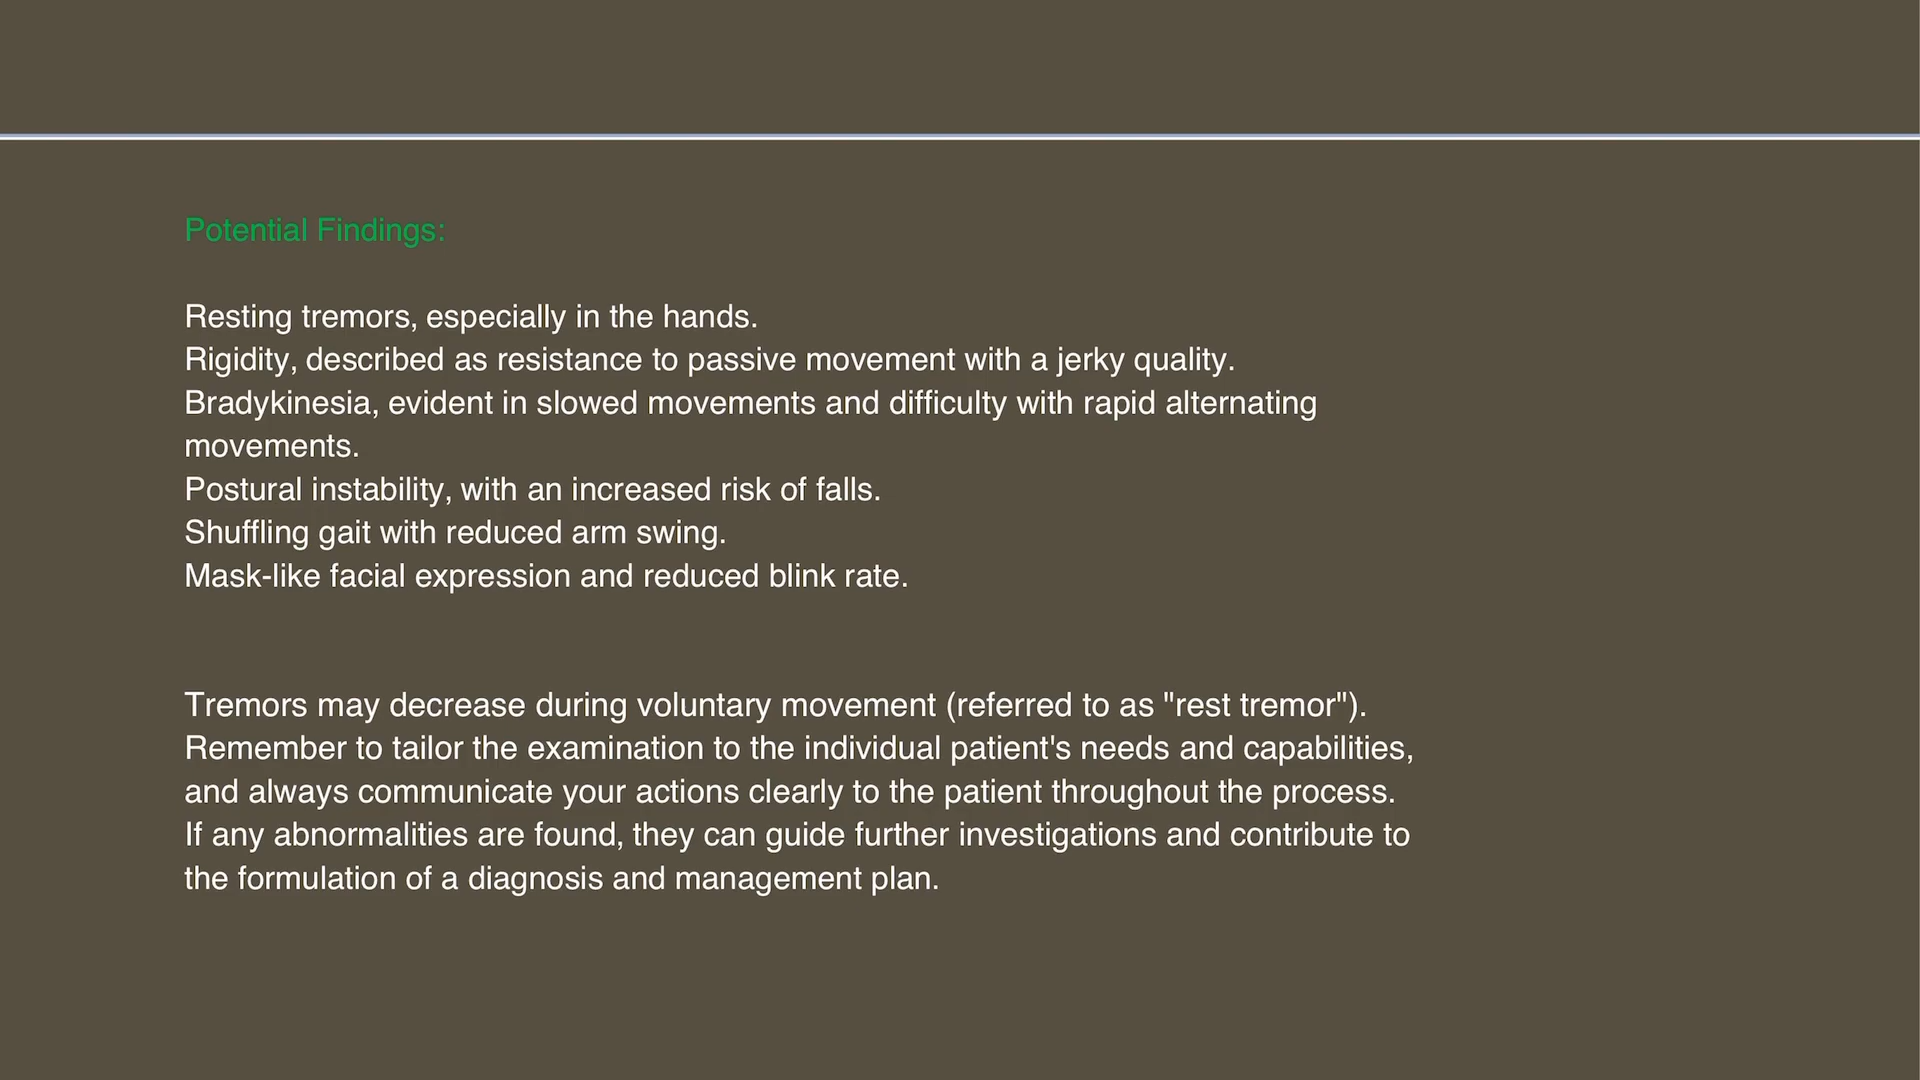 Potential Findings:
Resting tremors, especially in the hands.
Rigidity, described as resistance to passive movement with a jerky quality.
Bradykinesia, evident in slowed movements and difficulty with rapid alternating
movements.
Postural instability, with an increased risk of falls.
Shuffling gait with reduced arm swing.
Mask-like facial expression and reduced blink rate.
Tremors may decrease during voluntary movement (referred to as "rest tremor").
Remember to tailor the examination to the individual patient's needs and capabilities,
and always communicate your actions clearly to the patient throughout the process.
If any abnormalities are found, they can guide further investigations and contribute to
the formulation of a diagnosis and management plan.